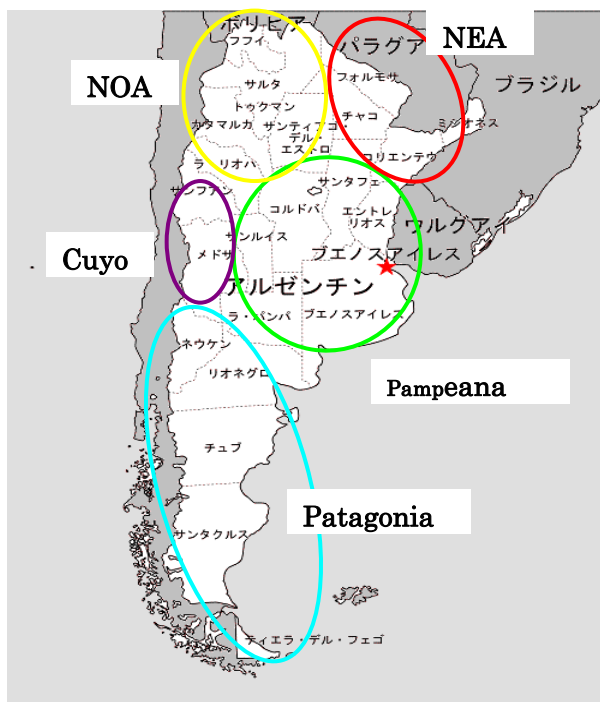 ボリビア
フフイ
NOA
サルタ
トゥクマン
カタマルカ
サンティアゴ・
デル・
エストロ
ラ リオハ
サンファン
パラグア
NEA
フォルモサ
チャコ
ブラジル
ミシオネス
コリエンテウ
サンタフェ
コルドバ
エントレ
リオス
ウルグアイ
Cuyo
サンルイス
メドサ
ブエノスアイレス
アルゼンチン
ラ・パンパ
ブエノスアイレス
ネウケン
リオネグロ
Pampeana
チュブ
Patagonia
サンタクルス
ティエラ・デル・フェゴ